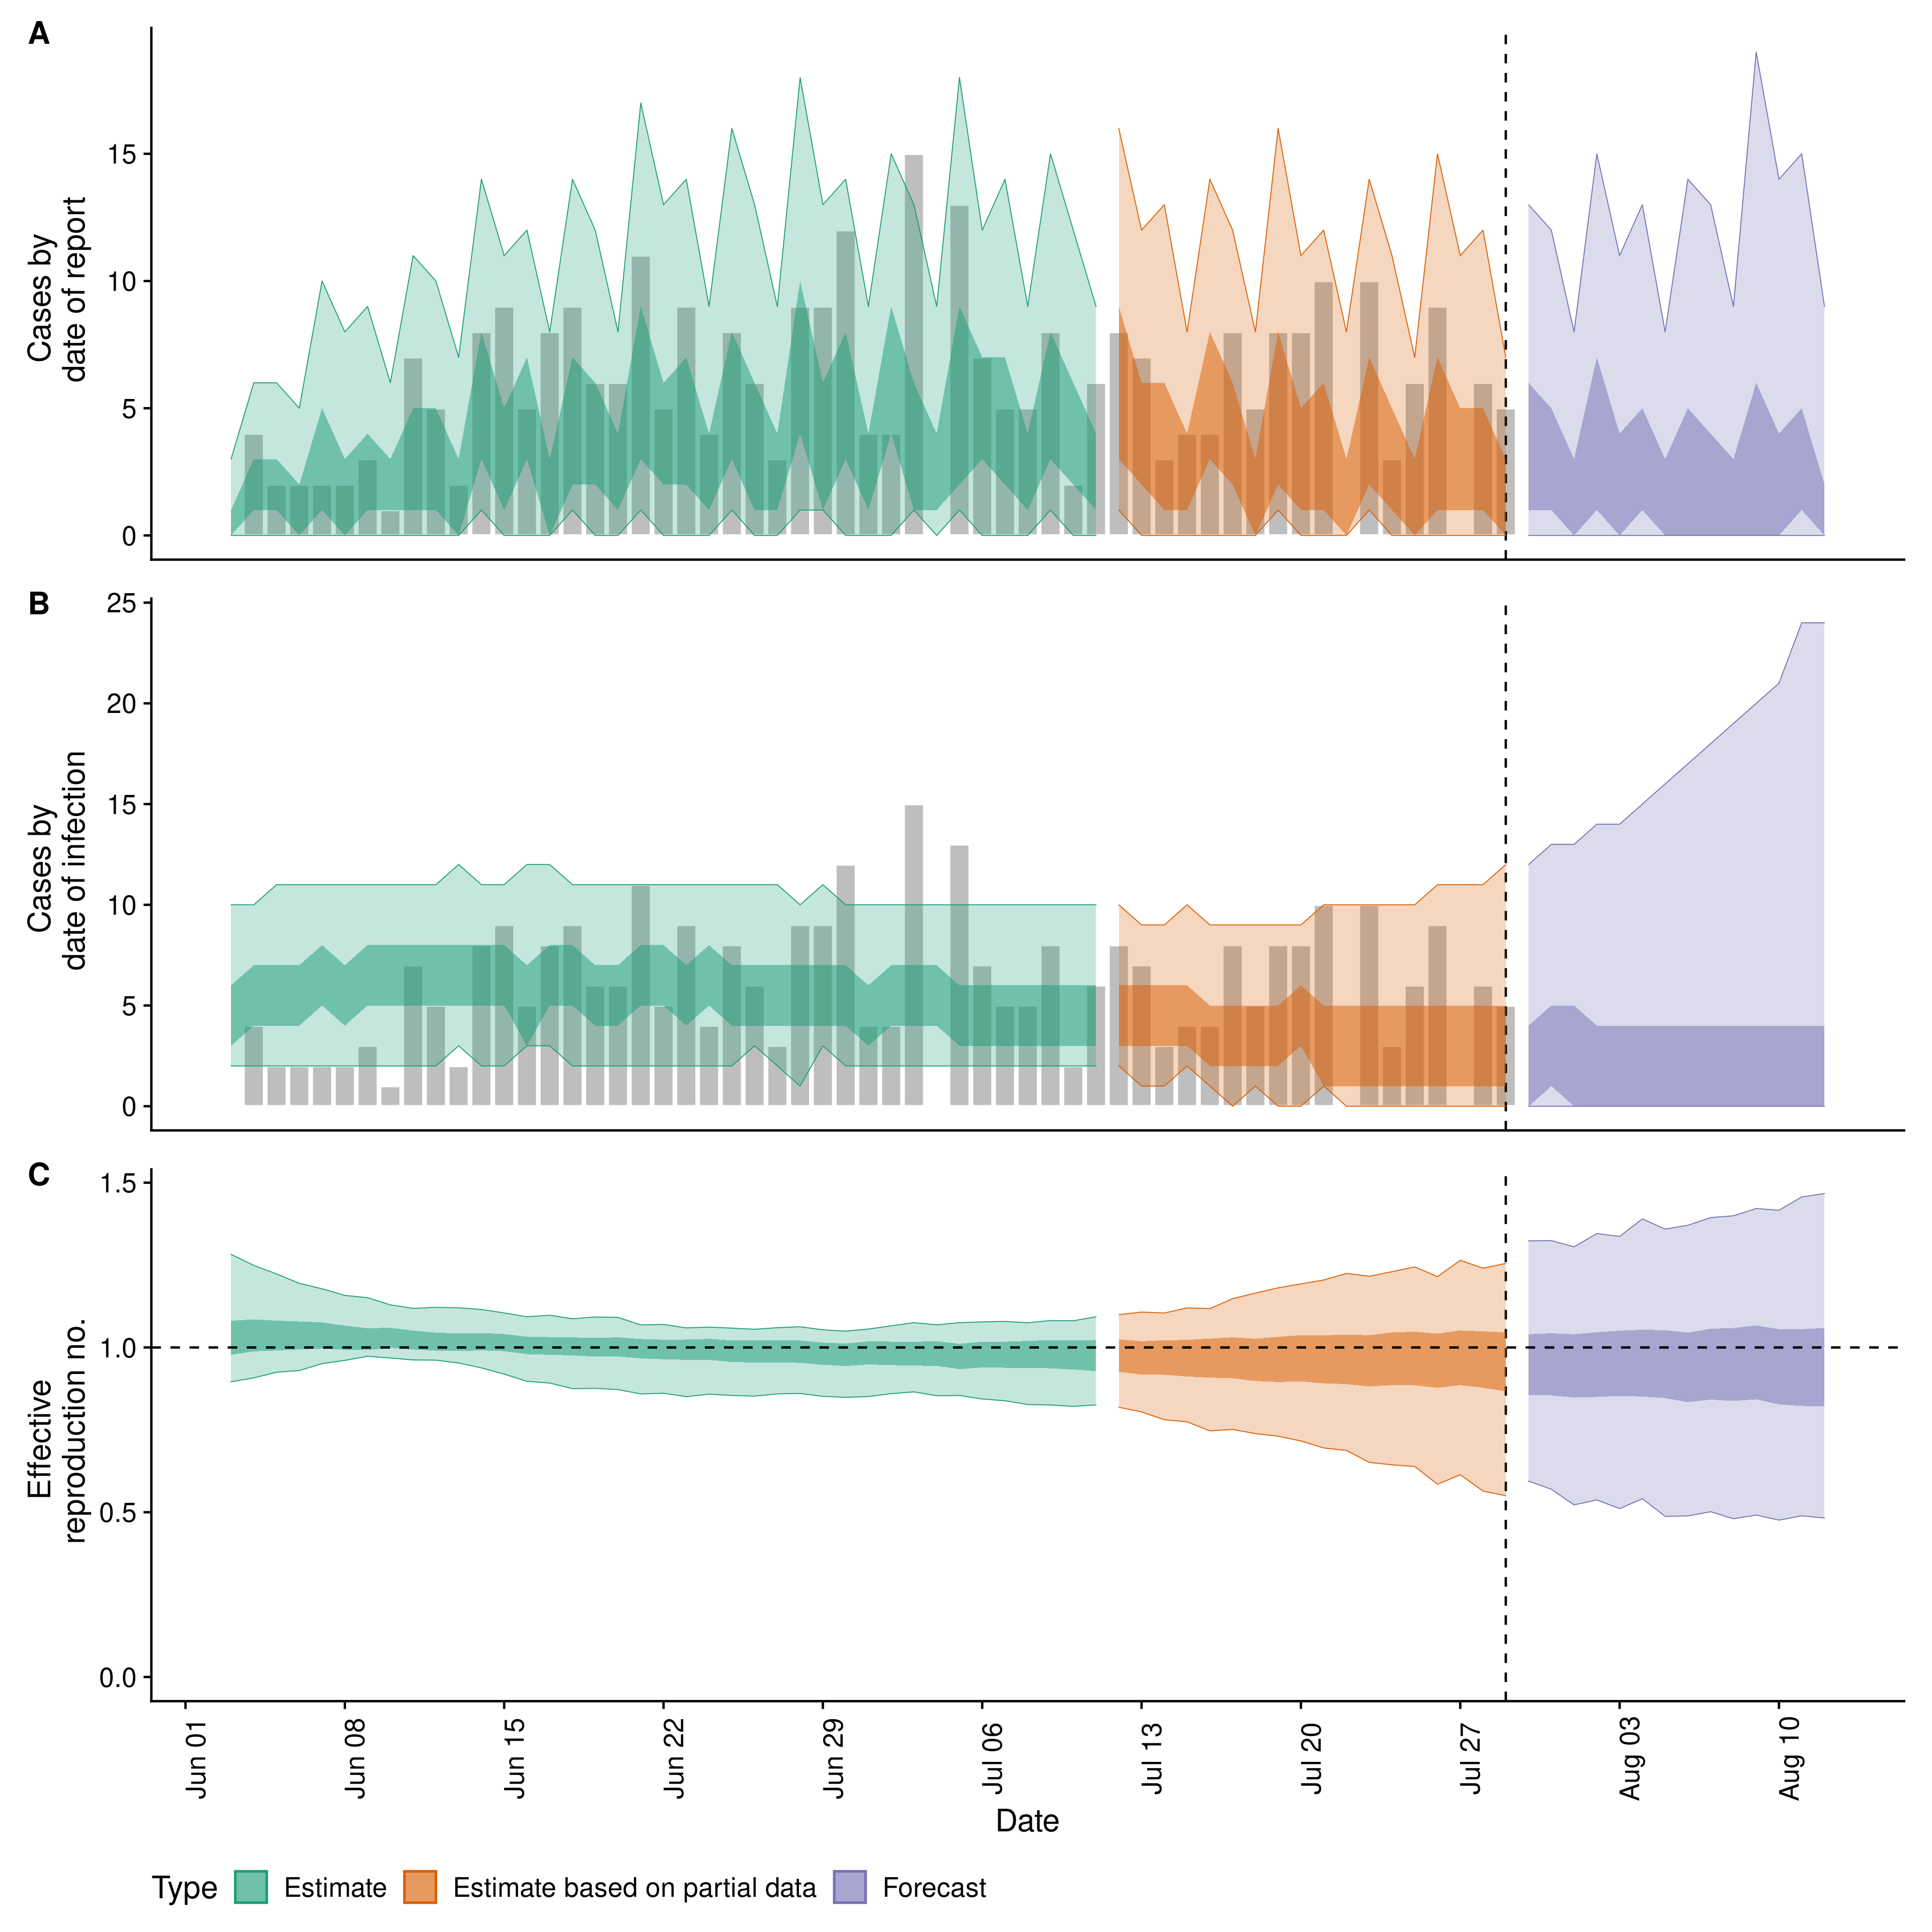 A
Cases by
date of report
15
10
5
0
B
Cases by
date of infection
25
20
15
10
5
0
C
Effective
reproduction no.
1.5
1.0
0.5
0.0
Jun 01
Jun 08
Jun 15
Jun 22
Jun 29
Jul 06
Jul 13
Jul 20
Jul 27
Aug 03
Aug 10
Date
Type Estimate Estimate based on partial data Forecast